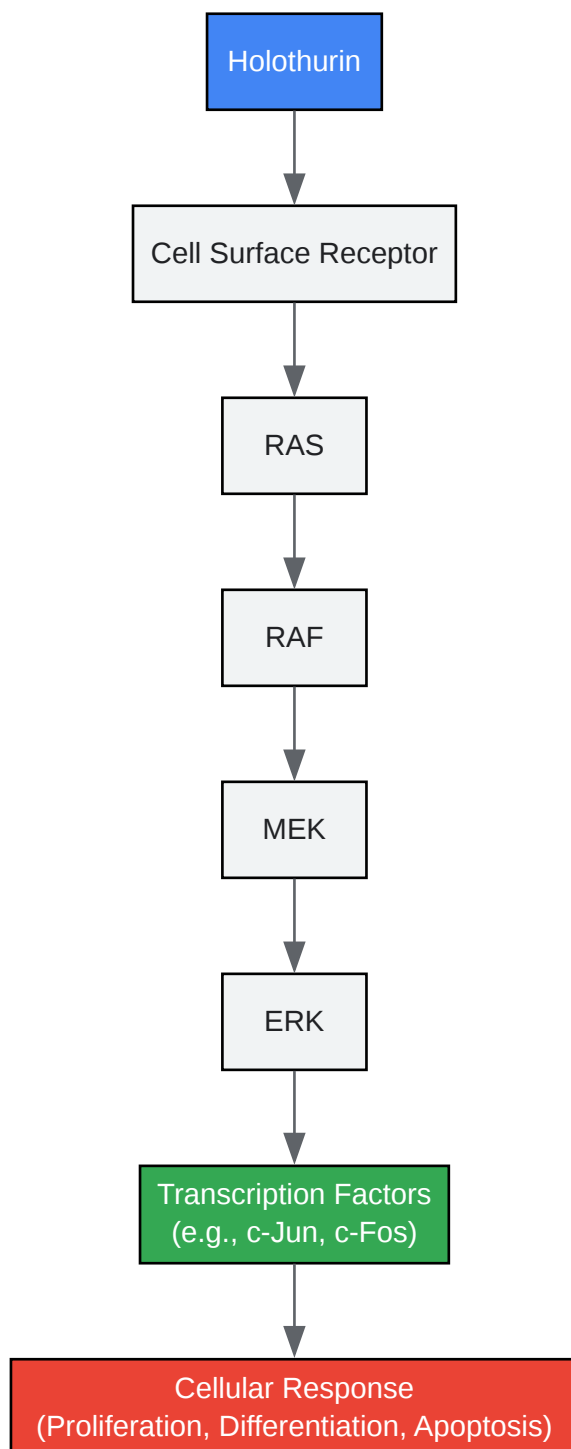 Holothurin
Cell Surface Receptor
RAS
RAF
MEK
ERK
Transcription Factors
(e.g., c-Jun, c-Fos)
Cellular Response
(Proliferation, Differentiation, Apoptosis)